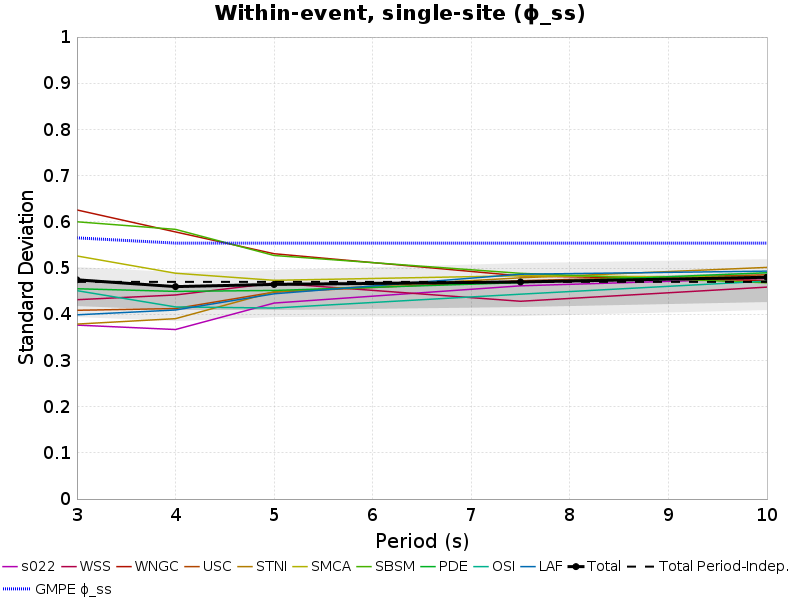 Within-event, single-site (ϕ_ss)
1
0.9
0.8
0.7
0.6
0.5
0.4
0.3
0.2
0.1
0
Standard Deviation
3 4 5 6 7 8 9 10
Period (s)
s022 WSS WNGC USC STNI SMCA SBSM PDE OSI LAF Total Total Period-Indep.
GMPE ϕ_ss